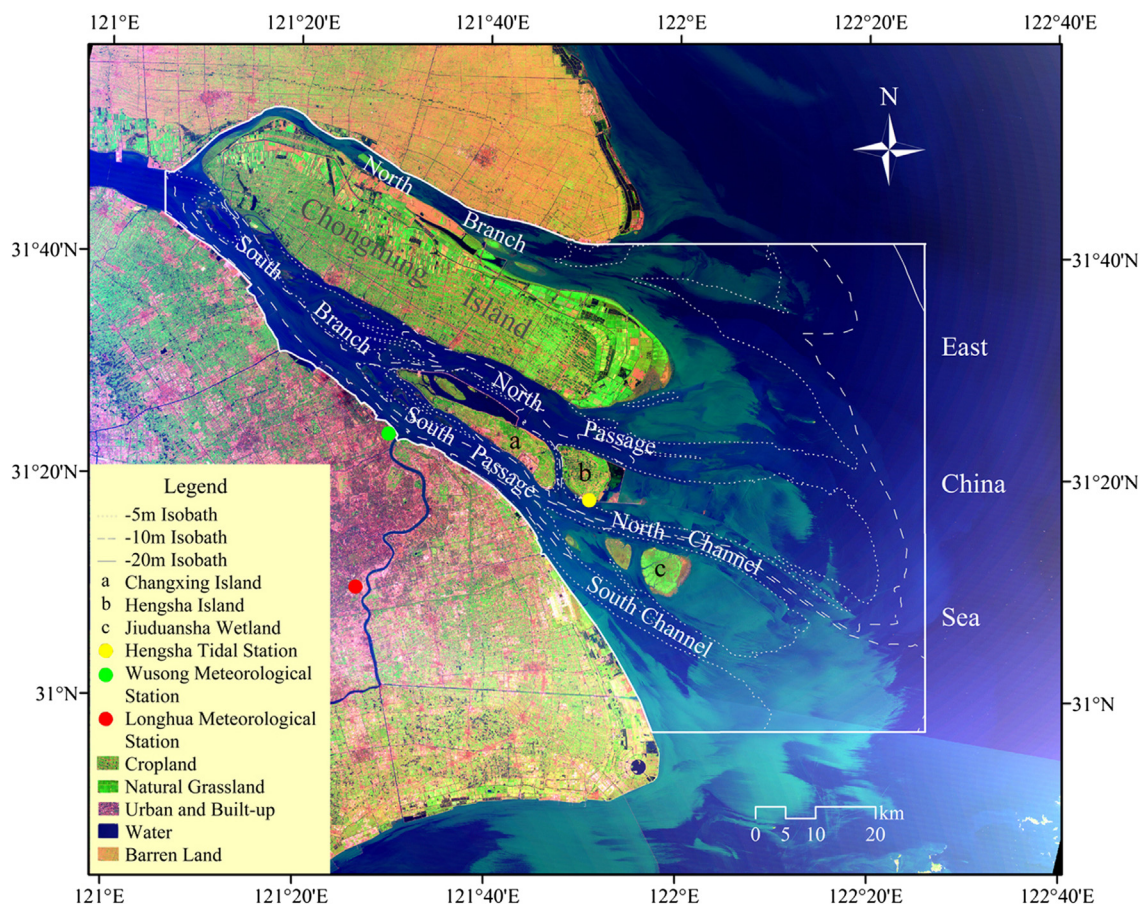 121°E 121°20'E 121°40'E 122°E 122°20'E 122°40'E
N
North
Branch
Chongming
Island
31°40'N 31°40'N
South
Branch
East
North
Passage
South
Passage
a
b
31°20'N 31°20'N
China
North Channel
c
South Channel
Sea
31°N 31°N
Legend
-5m Isobath
-10m Isobath
-20m Isobath
a Changxing Island
b Hengsha Island
c Jiuduansha Wetland
Hengsha Tidal Station
Wusong Meteorological
Station
Longhua Meteorological
Station
Cropland
Natural Grassland
Urban and Built-up
Water
Barren Land
km
0 5 10 20
121°E 121°20'E 121°40'E 122°E 122°20'E 122°40'E